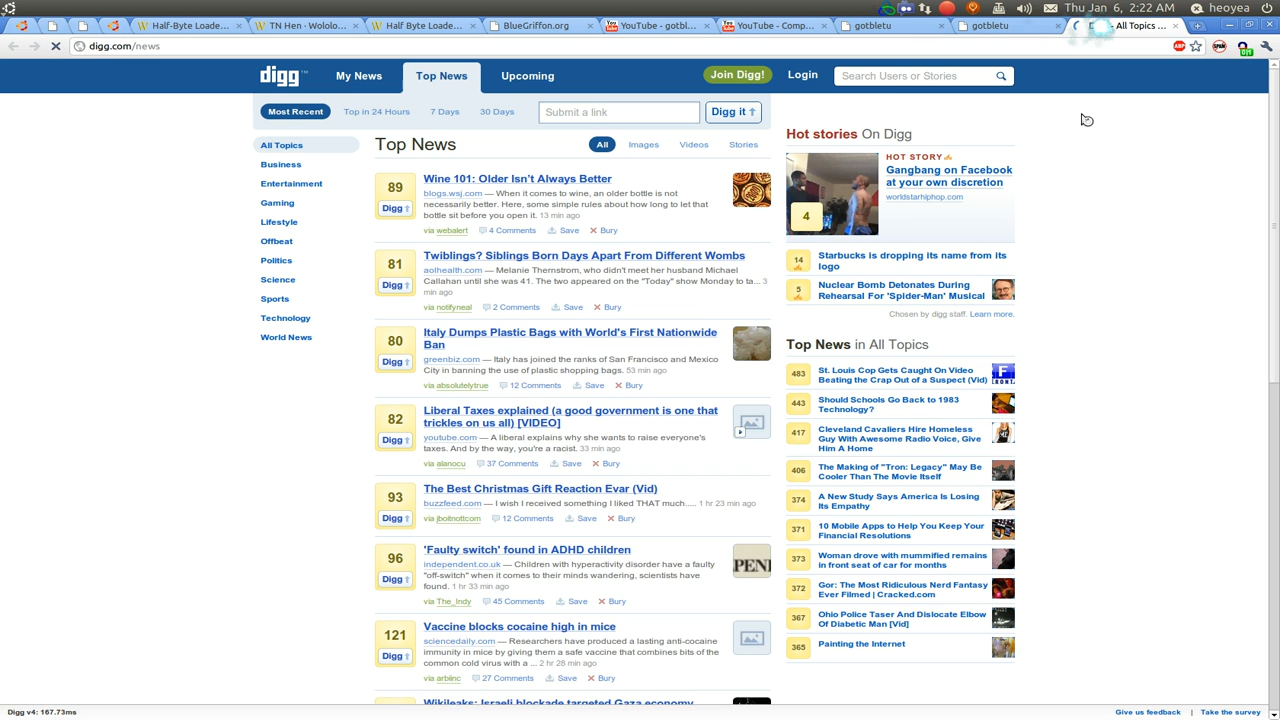 Thu Jan 6, 2:22 AM heoyea
Half-Byte Loade...
TN Hen · Wololo...
Half Byte Loade...
BlueGriffon.org
YouTube - gotbl...
YouTube - Comp...
gotbletu
gotbletu
- All Topics ...
digg.com/news
digg
My News
Top News
Upcoming
Join Digg!
Login
Search Users or Stories
Most Recent
Top in 24 Hours
7 Days
30 Days
Submit a link
Digg it
All Topics
Business
Entertainment
Gaming
Lifestyle
Offbeat
Politics
Science
Sports
Technology
World News
Top News
All
Images
Videos
Stories
89
Digg
Wine 101: Older Isn't Always Better
blogs.wsj.com — When it comes to wine, an older bottle is not
necessarily better. Here, some simple rules about how long to let that
bottle sit before you open it. 13 min ago
via webalert 4 Comments Save Bury
81
Digg
Twiblings? Siblings Born Days Apart From Different Wombs
aolhealth.com — Melanie Thernstrom, who didn't meet her husband Michael
Callahan until she was 41. The two appeared on the "Today" show Monday to ta... 3
min ago
via notifyneal 2 Comments Save Bury
80
Digg
Italy Dumps Plastic Bags with World's First Nationwide
Ban
greenbiz.com — Italy has joined the ranks of San Francisco and Mexico
City in banning the use of plastic shopping bags. 53 min ago
via absolutelytrue 12 Comments Save Bury
82
Digg
Liberal Taxes explained (a good government is one that
trickles on us all) [VIDEO]
youtube.com — A liberal explains why she wants to raise everyone's
taxes. And by the way, you're a racist. 33 min ago
via alanocu 37 Comments Save Bury
93
Digg
The Best Christmas Gift Reaction Evar (Vid)
buzzfeed.com — I wish I received something I liked THAT much..... 1 hr 23 min ago
via jboitnottcom 12 Comments Save Bury
96
Digg
'Faulty switch' found in ADHD children
independent.co.uk — Children with hyperactivity disorder have a faulty
"off-switch" when it comes to their minds wandering, scientists have
found. 1 hr 33 min ago
via The_Indy 45 Comments Save Bury
PENI
121
Digg
Vaccine blocks cocaine high in mice
sciencedaily.com — Researchers have produced a lasting anti-cocaine
immunity in mice by giving them a safe vaccine that combines bits of the
common cold virus with a ... 2 hr 28 min ago
via arbiinc 27 Comments Save Bury
Wikileaks: Israeli blockade targeted Gaza economy
Hot stories On Digg
HOT STORY
Gangbang on Facebook
at your own discretion
worldstarhiphop.com
4
14
Starbucks is dropping its name from its
logo
5
Nuclear Bomb Detonates During
Rehearsal For 'Spider-Man' Musical
Chosen by digg staff. Learn more.
Top News in All Topics
483
St. Louis Cop Gets Caught On Video
Beating the Crap Out of a Suspect (Vid)
443
Should Schools Go Back to 1983
Technology?
417
Cleveland Cavaliers Hire Homeless
Guy With Awesome Radio Voice, Give
Him A Home
406
The Making of "Tron: Legacy" May Be
Cooler Than The Movie Itself
374
A New Study Says America Is Losing
Its Empathy
371
10 Mobile Apps to Help You Keep Your
Financial Resolutions
373
Woman drove with mummified remains
in front seat of car for months
372
Gor: The Most Ridiculous Nerd Fantasy
Ever Filmed | Cracked.com
367
Ohio Police Taser And Dislocate Elbow
Of Diabetic Man [Vid]
365
Painting the Internet
Digg v4: 167.73ms
Give us feedback | Take the survey